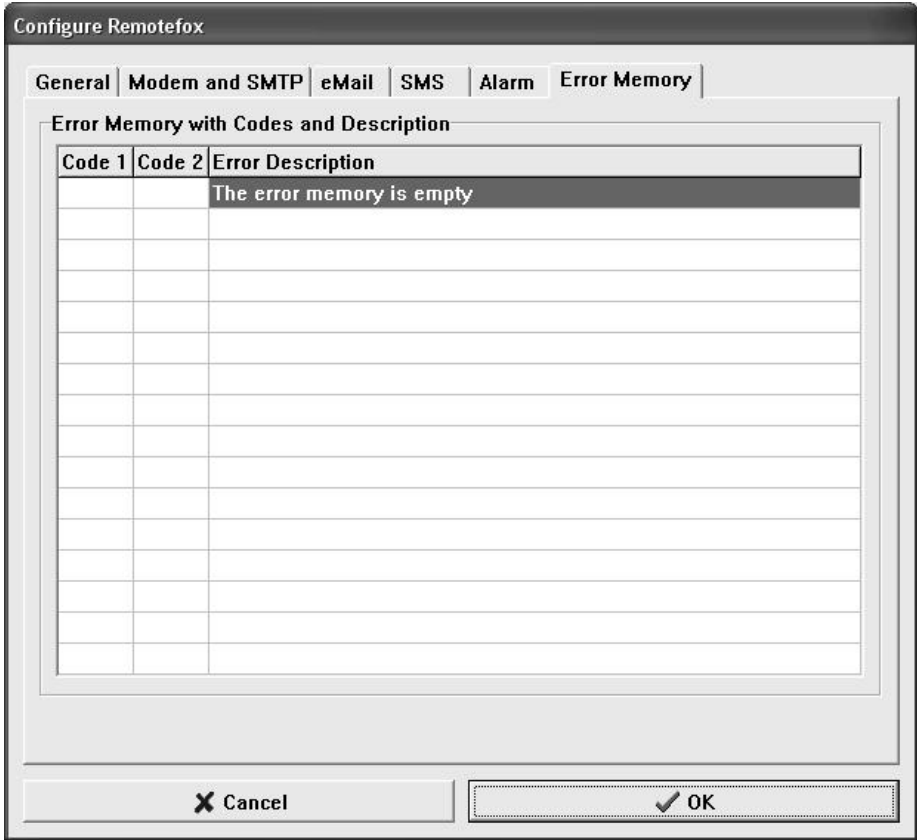 Configure Remotefox
General Modem and SMTP eMail SMS Alarm Error Memory
Error Memory with Codes and Description
Code 1 Code 2 Error Description
The error memory is empty
Cancel OK